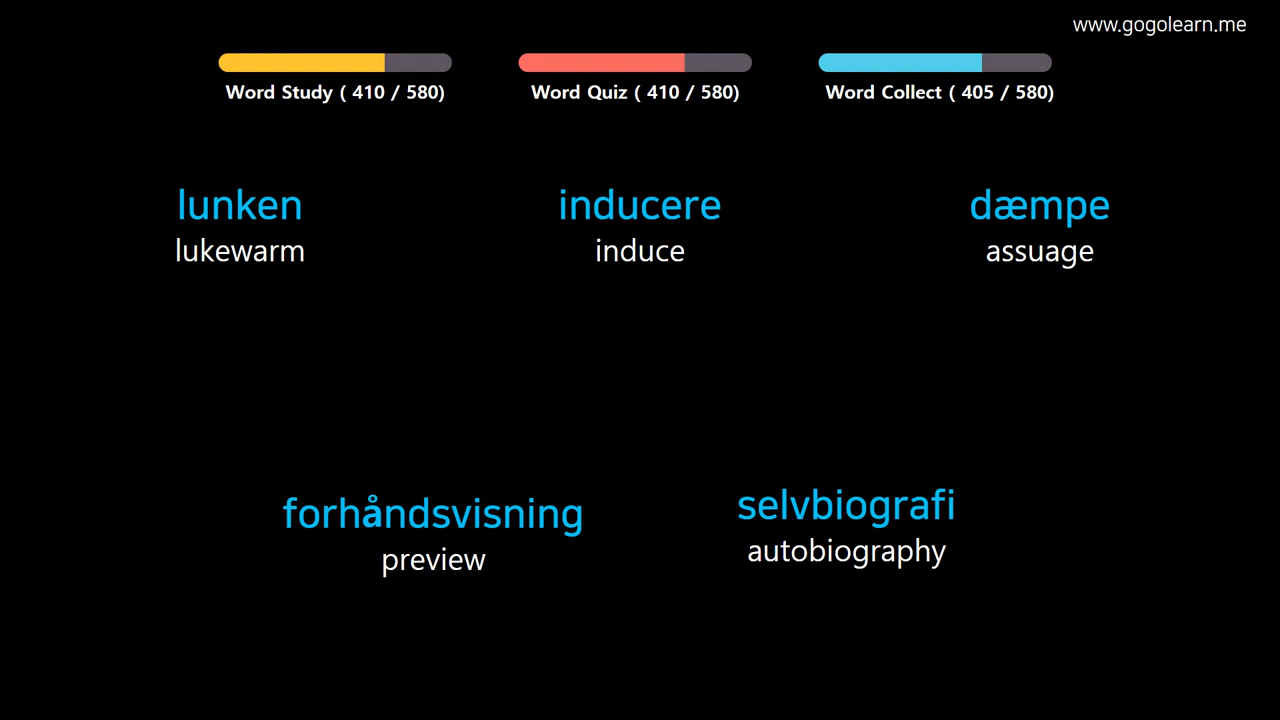 www.gogolearn.me
Word Study ( 410 / 580)
Word Quiz ( 410 / 580)
Word Collect ( 405 / 580)
lunken
lukewarm
inducere
induce
dæmpe
assuage
forhåndsvisning
preview
selvbiografi
autobiography